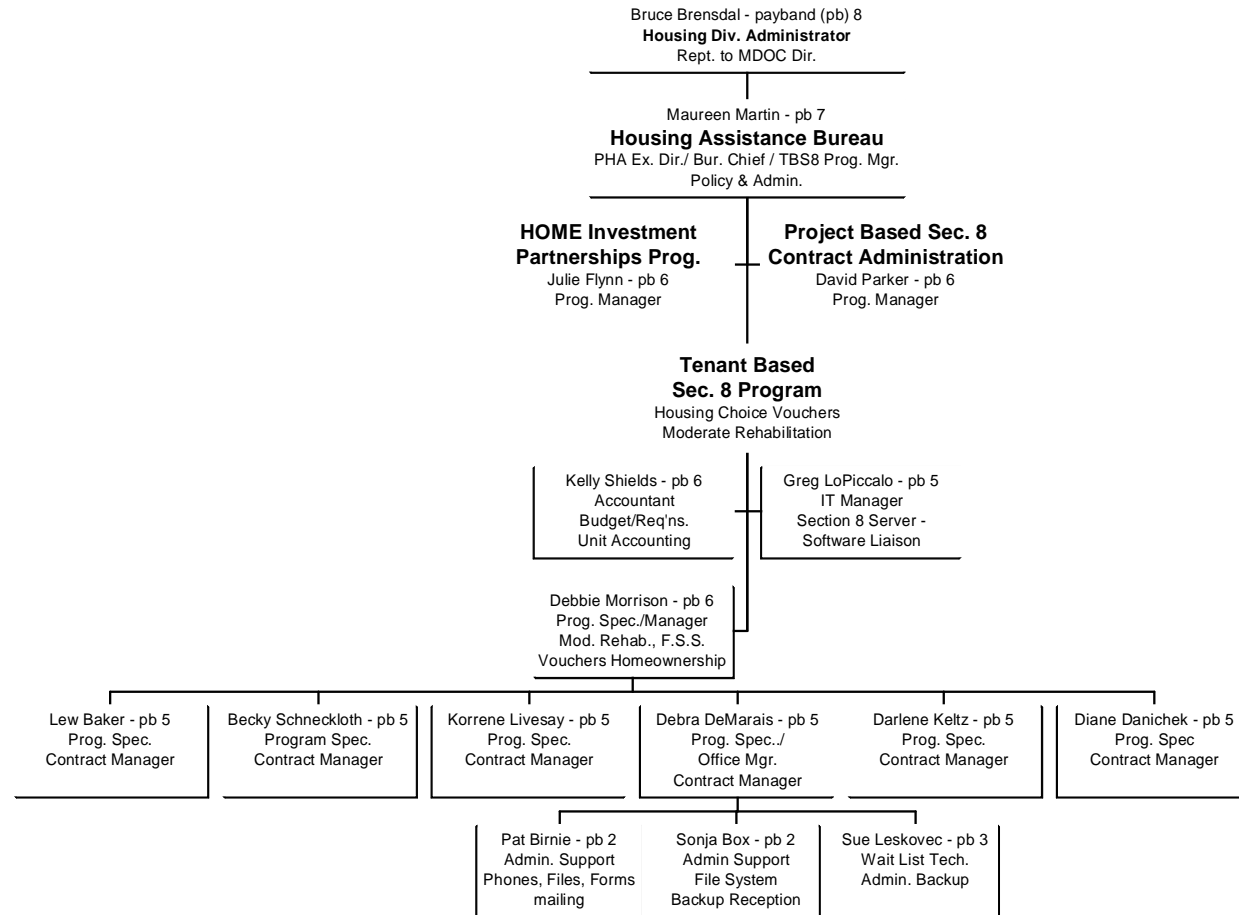 Bruce Brensdal - payband (pb) 8
Housing Div. Administrator
Rept. to MDOC Dir.
Maureen Martin - pb 7
Housing Assistance Bureau
PHA Ex. Dir./ Bur. Chief / TBS8 Prog. Mgr.
Policy & Admin.
HOME Investment
Partnerships Prog.
Julie Flynn - pb 6
Prog. Manager
Project Based Sec. 8
Contract Administration
David Parker - pb 6
Prog. Manager
Tenant Based
Sec. 8 Program
Housing Choice Vouchers
Moderate Rehabilitation
Kelly Shields - pb 6
Accountant
Budget/Req'ns.
Unit Accounting
Greg LoPiccalo - pb 5
IT Manager
Section 8 Server -
Software Liaison
Debbie Morrison - pb 6
Prog. Spec./Manager
Mod. Rehab., F.S.S.
Vouchers Homeownership
Lew Baker - pb 5
Prog. Spec.
Contract Manager
Becky Schneckloth - pb 5
Program Spec.
Contract Manager
Korrene Livesay - pb 5
Prog. Spec.
Contract Manager
Debra DeMarais - pb 5
Prog. Spec../
Office Mgr.
Contract Manager
Darlene Keltz - pb 5
Prog. Spec.
Contract Manager
Diane Danichek - pb 5
Prog. Spec
Contract Manager
Pat Birnie - pb 2
Admin. Support
Phones, Files, Forms
mailing
Sonja Box - pb 2
Admin Support
File System
Backup Reception
Sue Leskovec - pb 3
Wait List Tech.
Admin. Backup